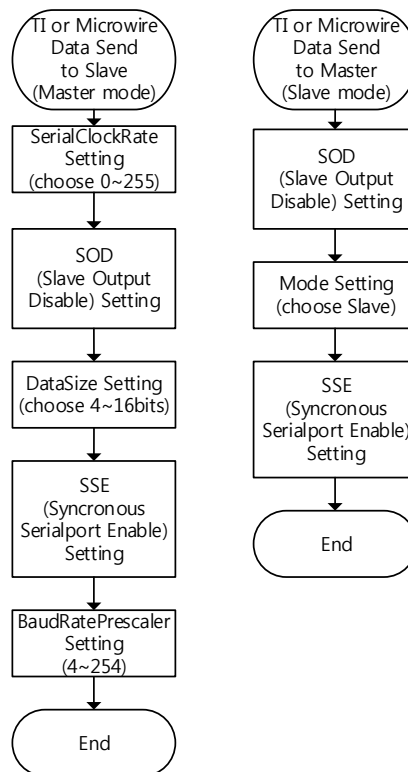 TI or Microwire
Data Send
to Slave
(Master mode)
SerialClockRate
Setting
(choose 0~255)
SOD
(Slave Output
Disable) Setting
DataSize Setting
(choose 4~16bits)
SSE
(Syncronous
Serialport Enable)
Setting
BaudRatePrescaler
Setting
(4~254)
End
TI or Microwire
Data Send
to Master
(Slave mode)
SOD
(Slave Output
Disable) Setting
Mode Setting
(choose Slave)
SSE
(Syncronous
Serialport Enable)
Setting
End